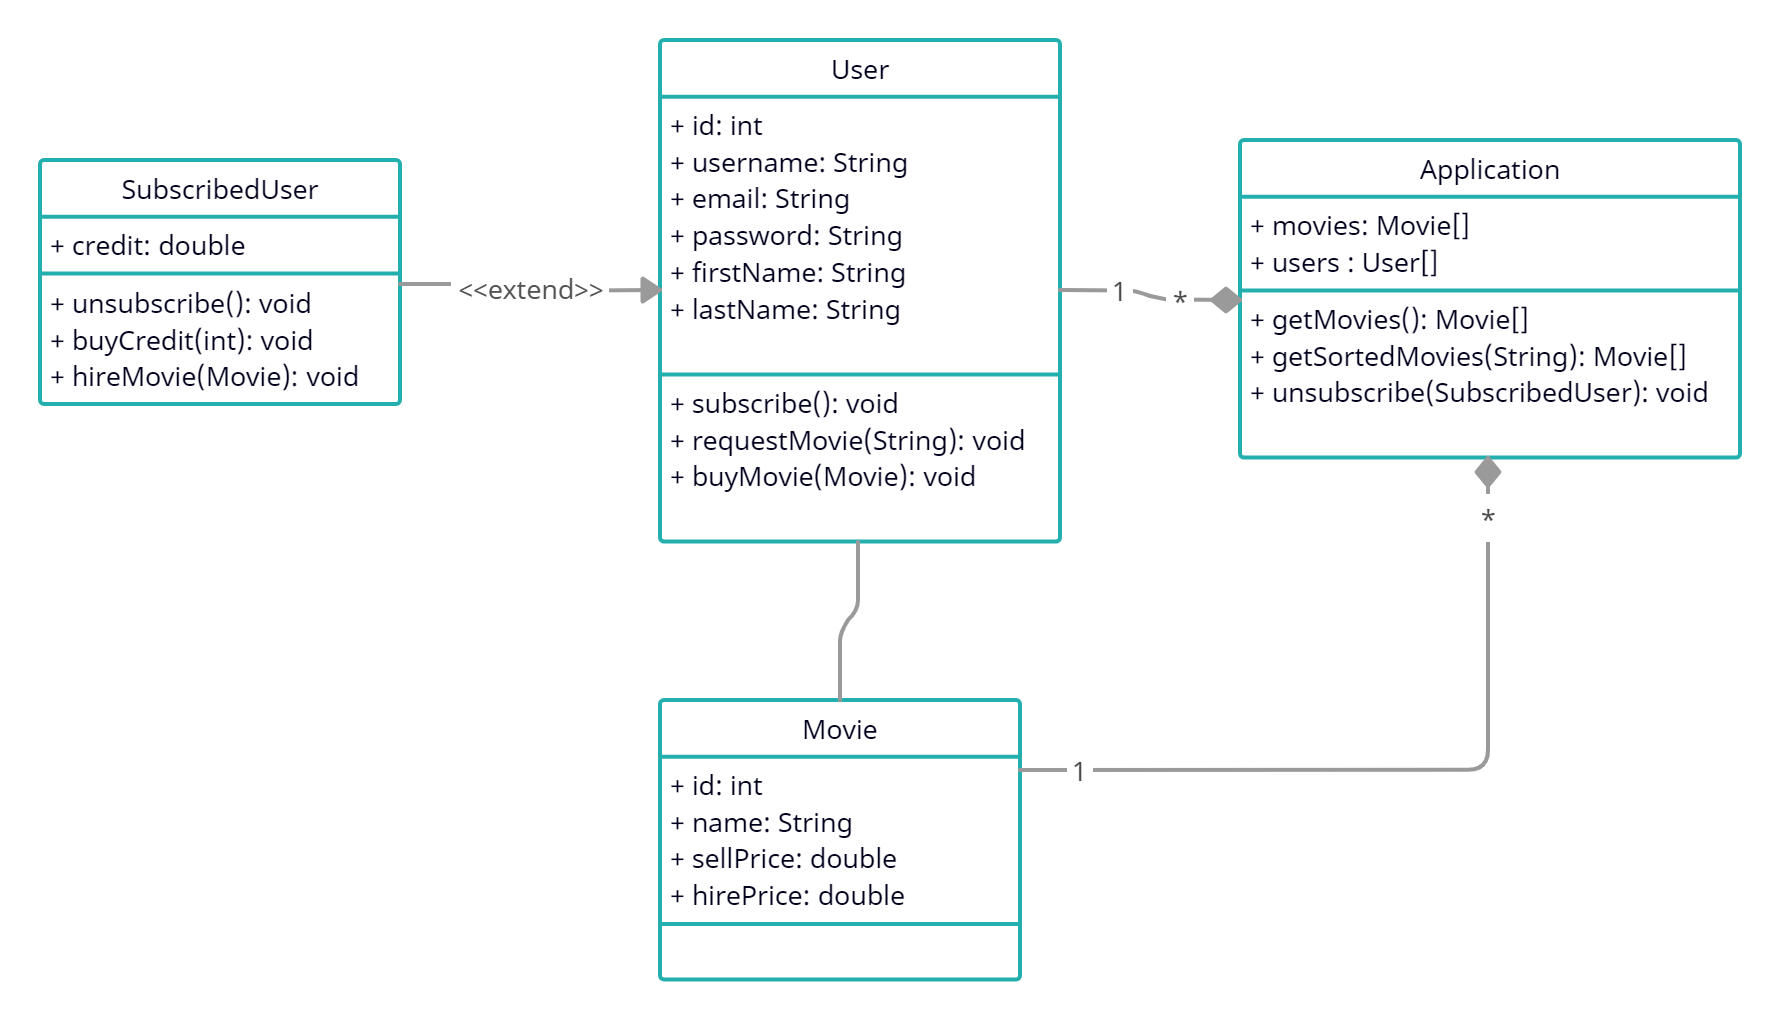 User
+ id: int
+ username: String
+ email: String
+ password: String
+ firstName: String
+ lastName: String
+ subscribe(): void
+ requestMovie(String): void
+ buyMovie(Movie): void
SubscribedUser
+ credit: double
+ unsubscribe(): void
+ buyCredit(int): void
+ hireMovie(Movie): void
<<extend>>
1
*
Application
+ movies: Movie[]
+ users : User[]
+ getMovies(): Movie[]
+ getSortedMovies(String): Movie[]
+ unsubscribe(SubscribedUser): void
*
1
Movie
+ id: int
+ name: String
+ sellPrice: double
+ hirePrice: double